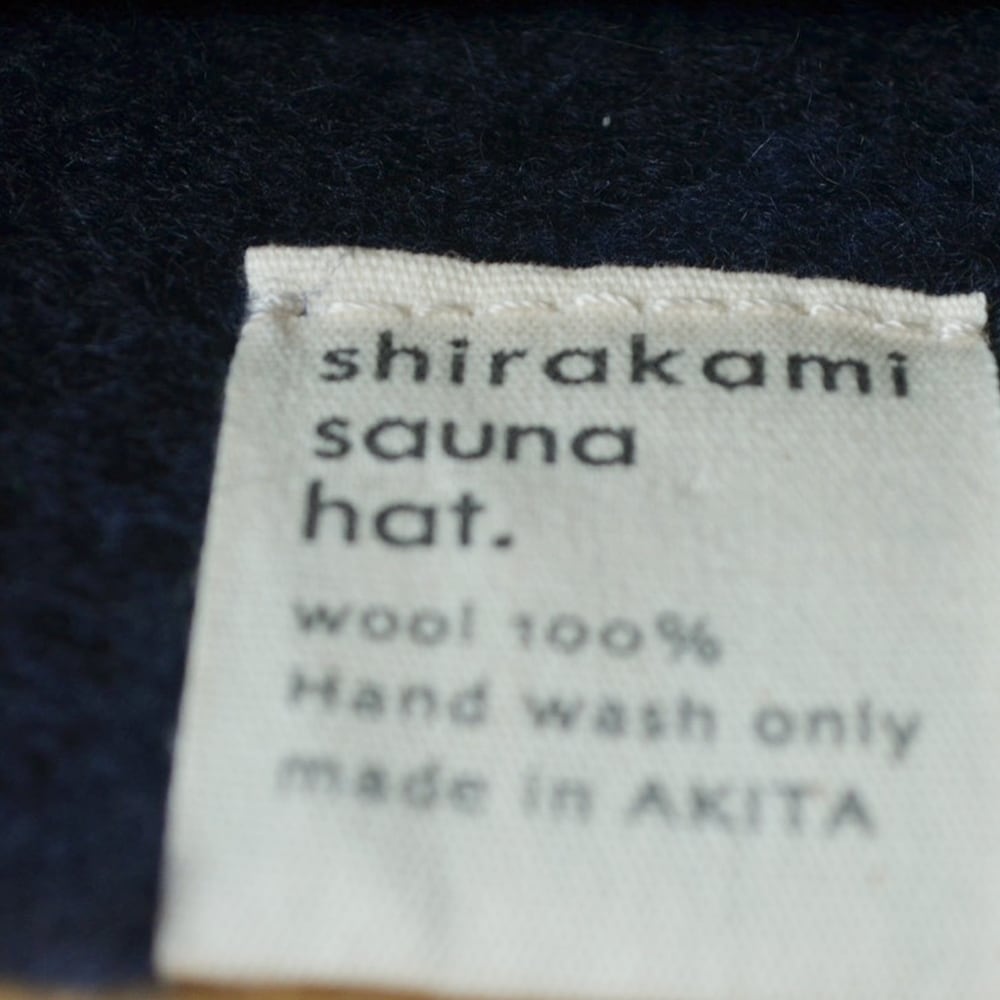 shirakami
sauna
hat.
wool 100%
Hand wash only
made in AKITA